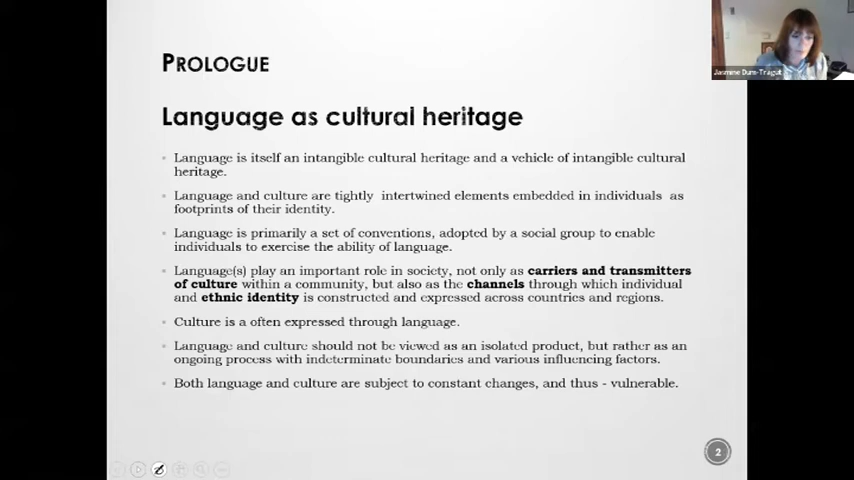 PROLOGUE
Language as cultural heritage
Language is itself an intangible cultural heritage and a vehicle of intangible cultural
heritage.
Language and culture are tightly intertwined elements embedded in individuals as
footprints of their identity.
Language is primarily a set of conventions, adopted by a social group to enable
individuals to exercise the ability of language.
Language(s) play an important role in society, not only as carriers and transmitters
of culture within a community, but also as the channels through which individual
and ethnic identity is constructed and expressed across countries and regions.
Culture is a often expressed through language.
Language and culture should not be viewed as an isolated product, but rather as an
ongoing process with indeterminate boundaries and various influencing factors.
Both language and culture are subject to constant changes, and thus - vulnerable.
2
Jasmine Dum-Tragut